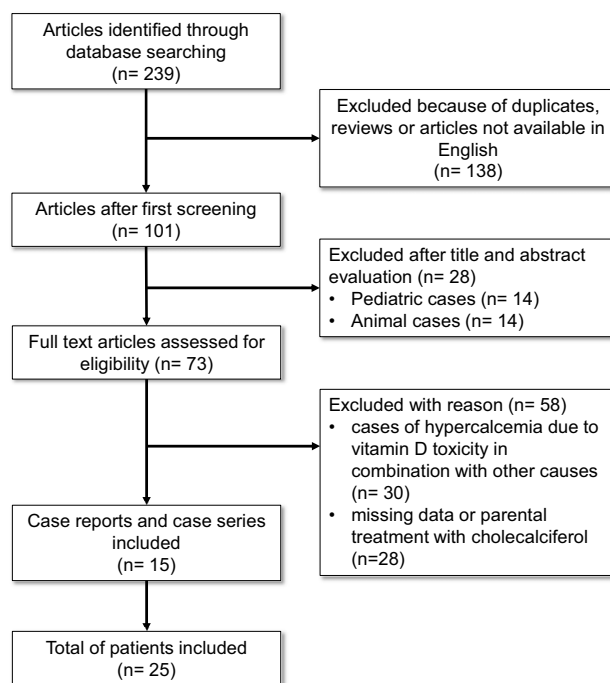 Articles identified through
database searching
(n= 239)
Excluded because of duplicates,
reviews or articles not available in
English
(n= 138)
Articles after first screening
(n= 101)
Excluded after title and abstract
evaluation (n= 28)
• Pediatric cases (n= 14)
• Animal cases (n= 14)
Full text articles assessed for
eligibility (n= 73)
Excluded with reason (n= 58)
• cases of hypercalcemia due to
vitamin D toxicity in
combination with other causes
(n= 30)
• missing data or parental
treatment with cholecalciferol
(n=28)
Case reports and case series
included
(n= 15)
Total of patients included
(n= 25)